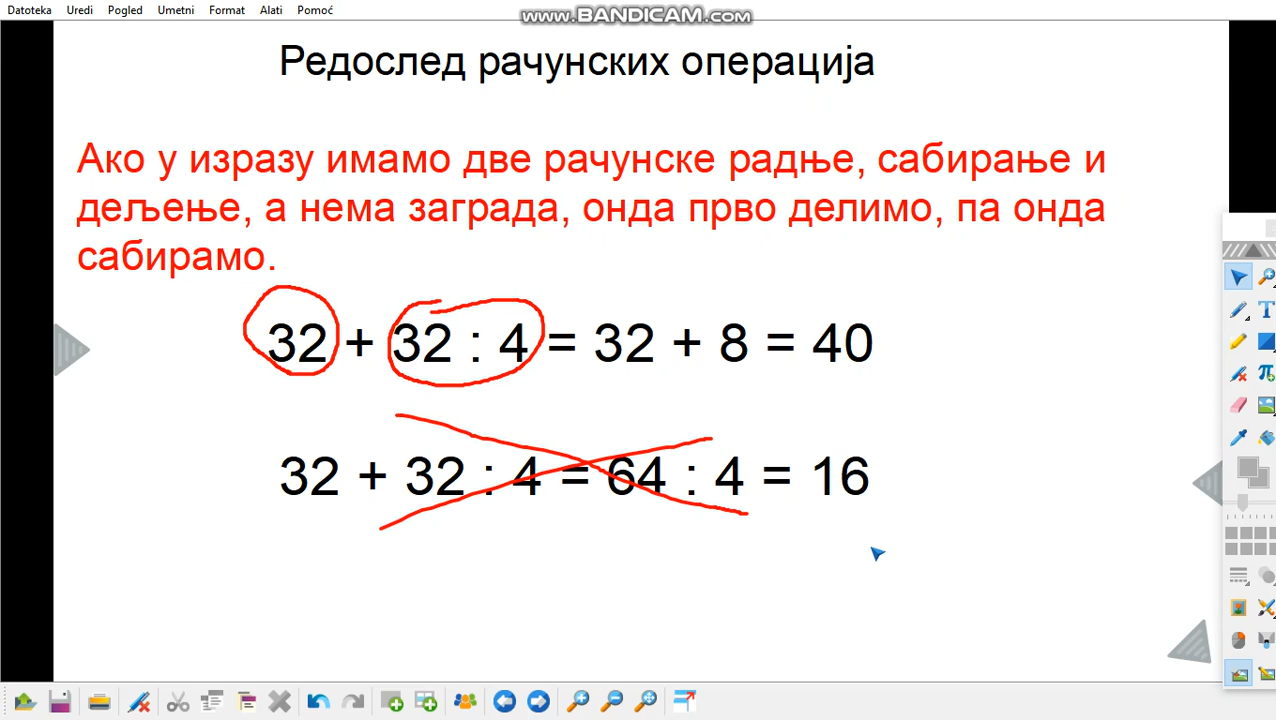 Datoteka Uredi Pogled Umetni Format Alati Pomoć
www.BANDICAM.com
Редослед рачунских операција
Ако у изразу имамо две рачунске радње, сабирање и
дељење, а нема заграда, онда прво делимо, па онда
сабирамо.
32 + 32 : 4 = 32 + 8 = 40
32 + 32 : 4 = 64 : 4 = 16